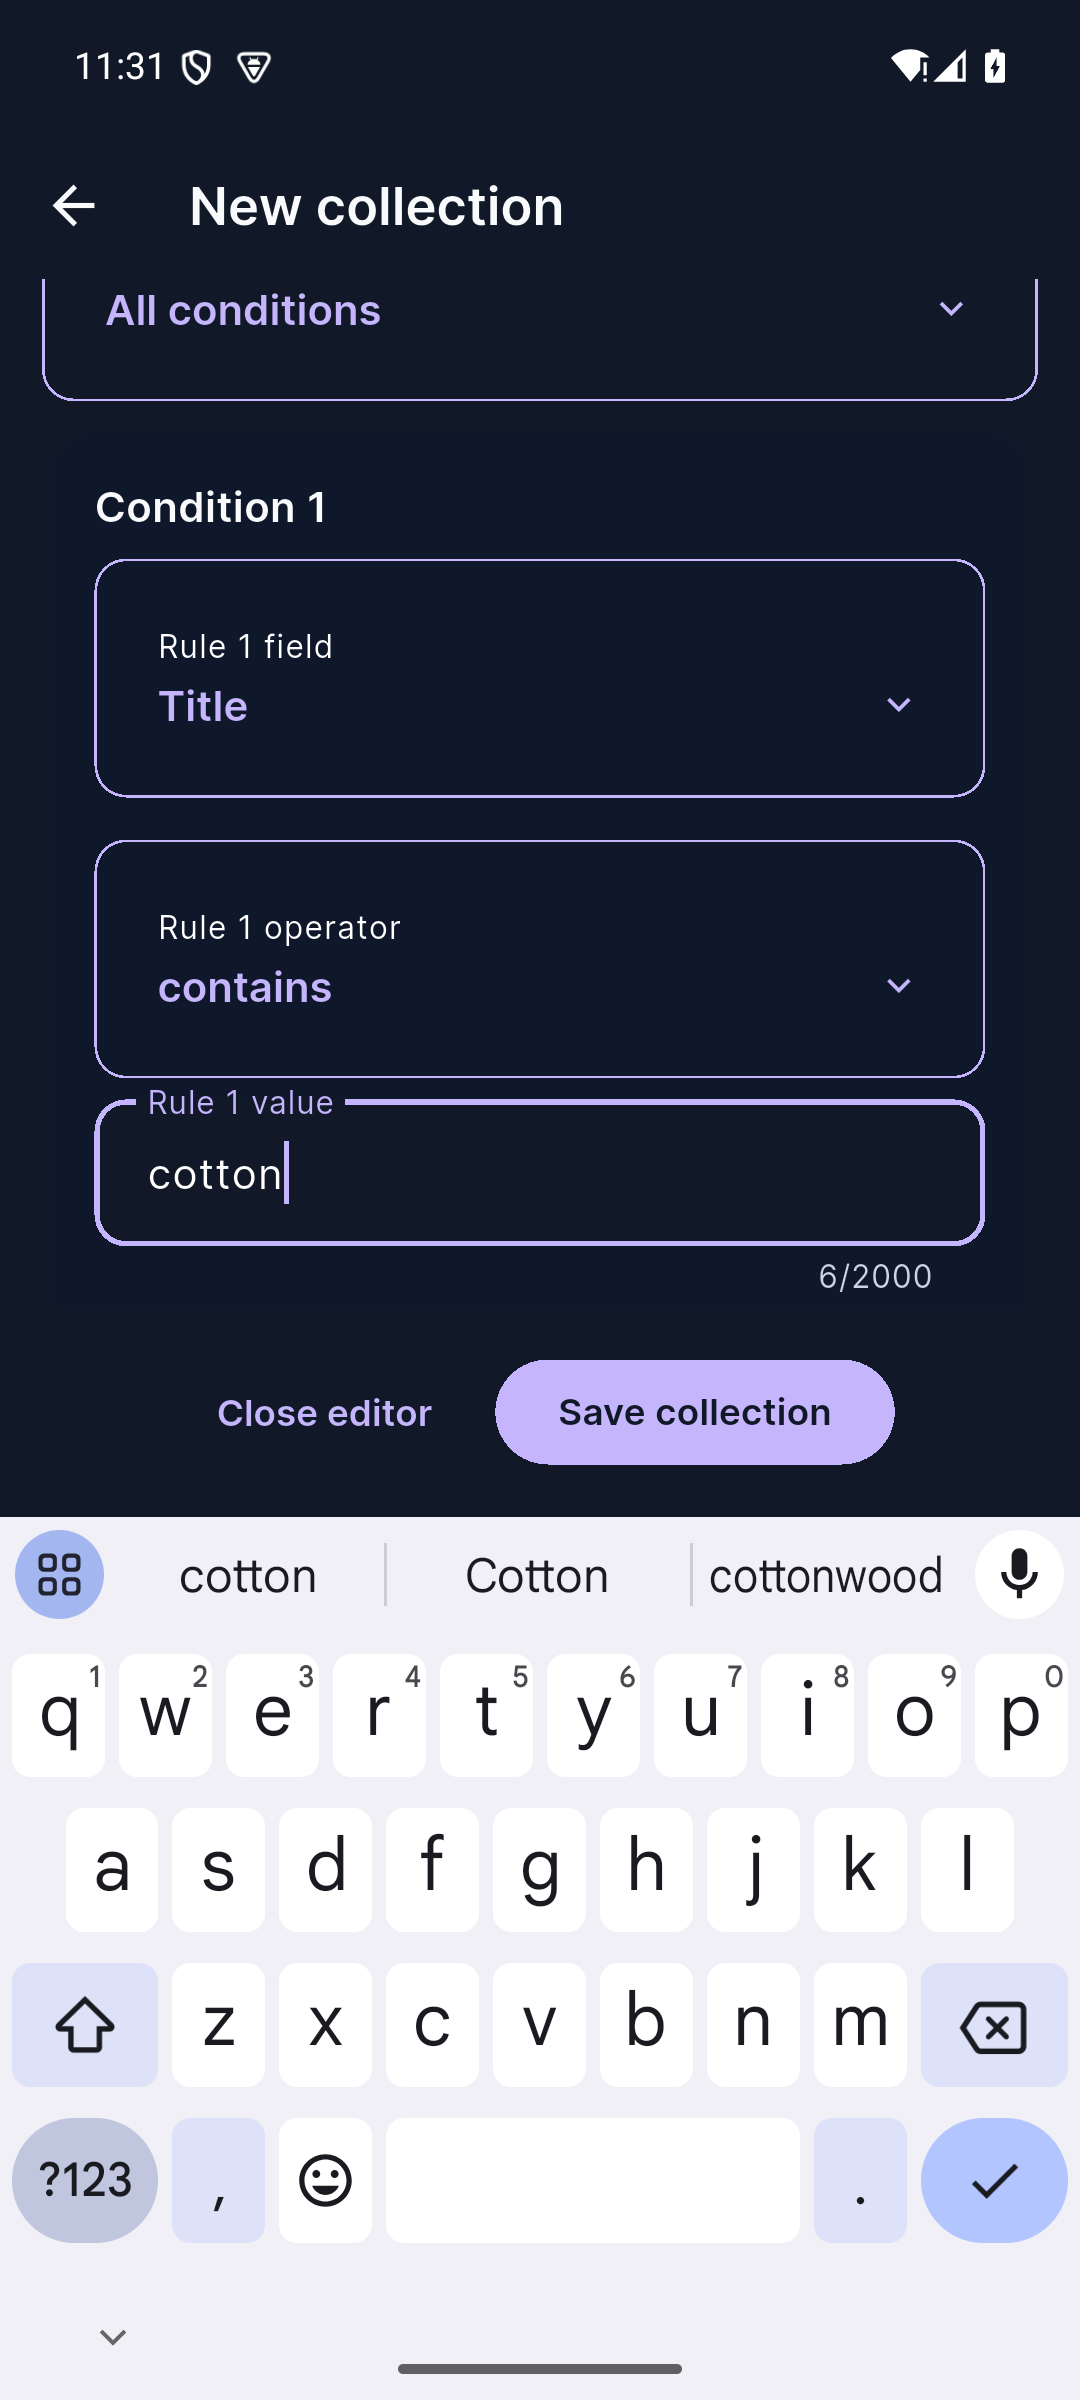 11:31
New collection
All conditions
Condition 1
Rule 1 field
Title
Rule 1 operator
contains
Rule 1 value
cotton
6/2000
Close editor
Save collection
cotton
Cotton
cottonwood
q1 w2 e3 r4 t5 y6 u7 i8 o9 p0
a s d f g h j k l
z x c v b n m
?123 , .